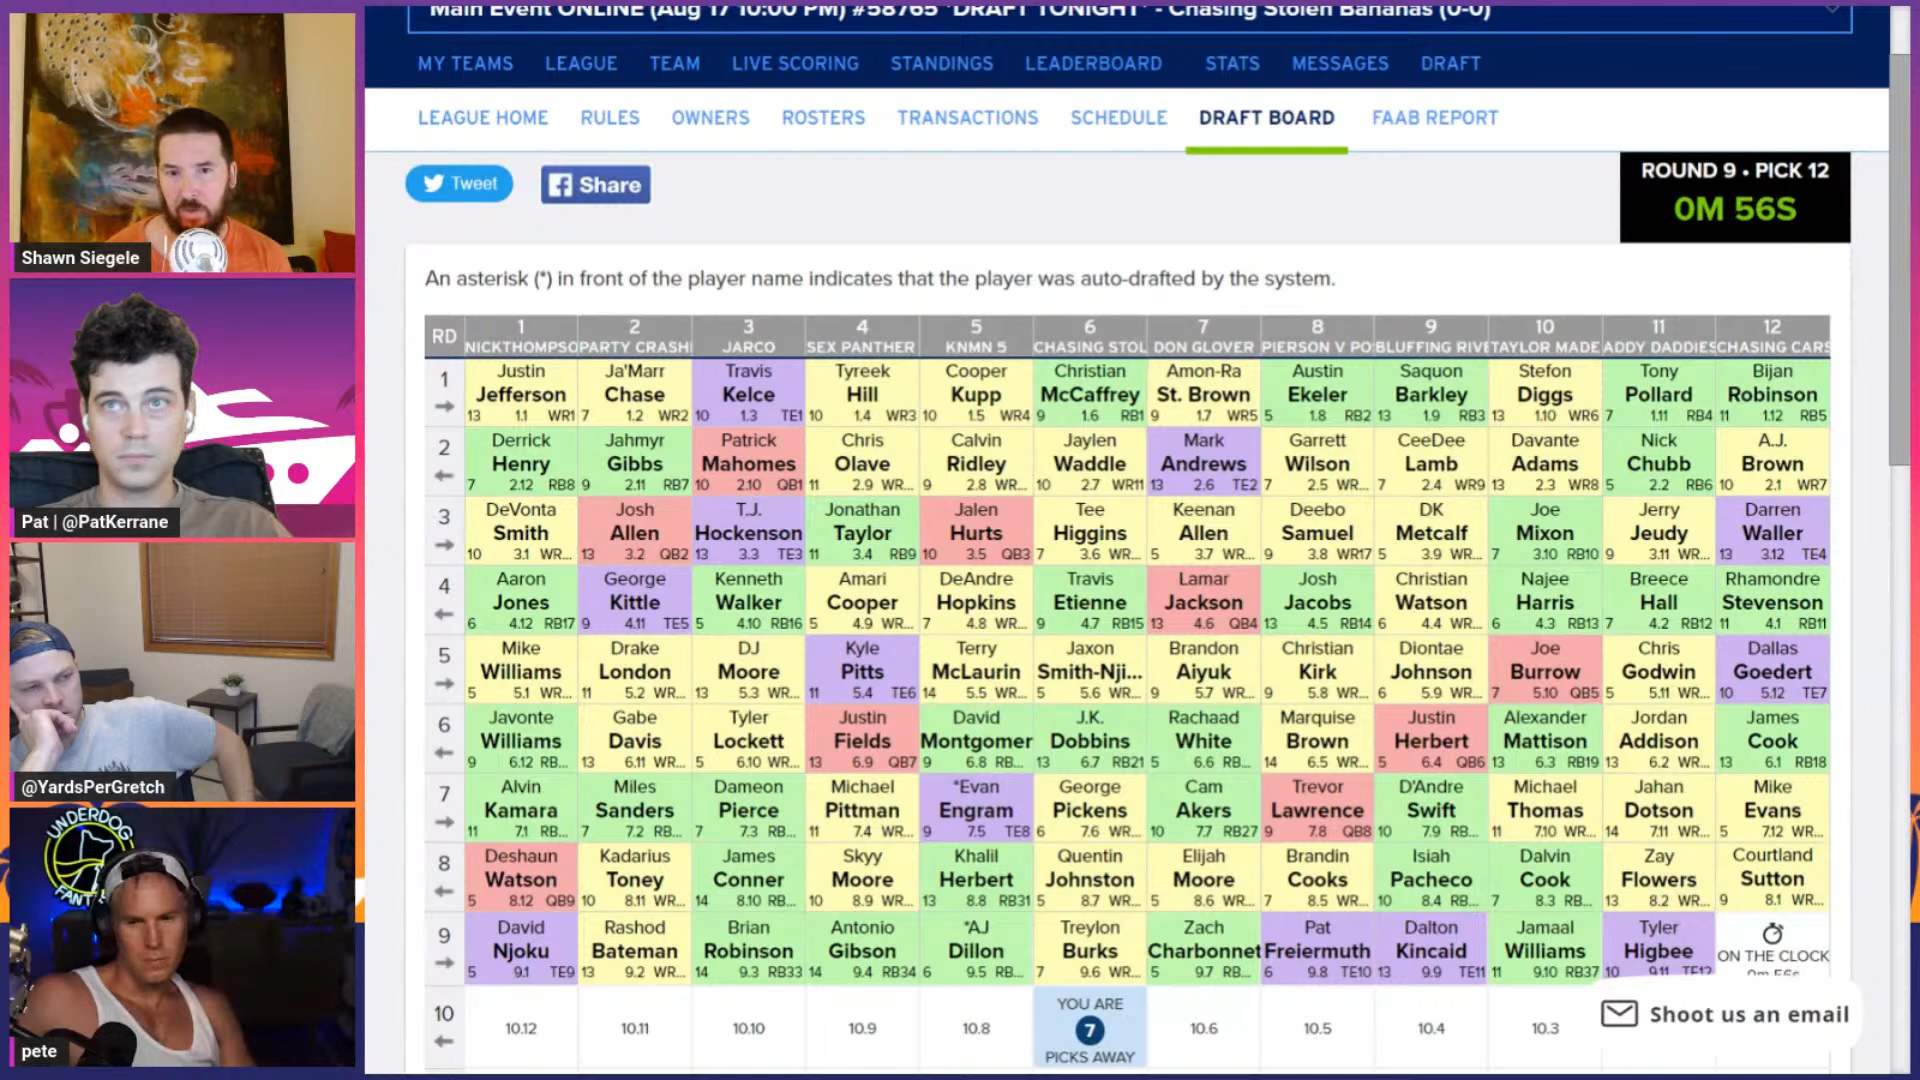 Main Event ONLINE (Aug 17 10:00 PM) #58765 *DRAFT TONIGHT* - Chasing Stolen Bananas (0-0)
MY TEAMS LEAGUE TEAM LIVE SCORING STANDINGS LEADERBOARD STATS MESSAGES DRAFT
LEAGUE HOME RULES OWNERS ROSTERS TRANSACTIONS SCHEDULE DRAFT BOARD FAAB REPORT
Tweet Share
ROUND 9 • PICK 12
0M 56S
Shawn Siegele
An asterisk (*) in front of the player name indicates that the player was auto-drafted by the system.
RD 1 2 3 4 5 6 7 8 9 10 11 12
NICKTHOMPSO PARTY CRASH JARCO SEX PANTHER KNMN 5 CHASING STOL DON GLOVER PIERSON V PO BLUFFING RIV TAYLOR MADE ADDY DADDIES CHASING CARS
1 Justin Ja'Marr Travis Tyreek Cooper Christian Amon-Ra Austin Saquon Stefon Tony Bijan
Jefferson Chase Kelce Hill Kupp McCaffrey St. Brown Ekeler Barkley Diggs Pollard Robinson
13 1.1 WR1 7 1.2 WR2 10 1.3 TE1 10 1.4 WR3 10 1.5 WR4 9 1.6 RB1 9 1.7 WR5 5 1.8 RB2 13 1.9 RB3 13 1.10 WR6 7 1.11 RB4 11 1.12 RB5
2 Derrick Jahmyr Patrick Chris Calvin Jaylen Mark Garrett CeeDee Davante Nick A.J.
Henry Gibbs Mahomes Olave Ridley Waddle Andrews Wilson Lamb Adams Chubb Brown
7 2.12 RB8 9 2.11 RB7 10 2.10 QB1 11 2.9 WR... 9 2.8 WR... 10 2.7 WR11 13 2.6 TE2 7 2.5 WR... 7 2.4 WR9 13 2.3 WR8 5 2.2 RB6 10 2.1 WR7
3 DeVonta Josh T.J. Jonathan Jalen Tee Keenan Deebo DK Joe Jerry Darren
Smith Allen Hockenson Taylor Hurts Higgins Allen Samuel Metcalf Mixon Jeudy Waller
10 3.1 WR... 13 3.2 QB2 13 3.3 TE3 11 3.4 RB9 10 3.5 QB3 7 3.6 WR... 5 3.7 WR... 9 3.8 WR17 5 3.9 WR... 7 3.10 RB10 9 3.11 WR... 13 3.12 TE4
Pat | @PatKerrane
4 Aaron George Kenneth Amari DeAndre Travis Lamar Josh Christian Najee Breece Rhamondre
Jones Kittle Walker Cooper Hopkins Etienne Jackson Jacobs Watson Harris Hall Stevenson
6 4.12 RB17 9 4.11 TE5 5 4.10 RB16 5 4.9 WR... 7 4.8 WR... 9 4.7 RB15 13 4.6 QB4 13 4.5 RB14 6 4.4 WR... 6 4.3 RB13 7 4.2 RB12 11 4.1 RB11
5 Mike Drake DJ Kyle Terry Jaxon Brandon Christian Diontae Joe Chris Dallas
Williams London Moore Pitts McLaurin Smith-Nji... Aiyuk Kirk Johnson Burrow Godwin Goedert
5 5.1 WR... 11 5.2 WR... 13 5.3 WR... 11 5.4 TE6 14 5.5 WR... 5 5.6 WR... 9 5.7 WR... 9 5.8 WR... 6 5.9 WR... 7 5.10 QB5 5 5.11 WR... 10 5.12 TE7
6 Javonte Gabe Tyler Justin David J.K. Rachaad Marquise Justin Alexander Jordan James
Williams Davis Lockett Fields Montgomer Dobbins White Brown Herbert Mattison Addison Cook
9 6.12 RB... 13 6.11 WR... 5 6.10 WR... 13 6.9 QB7 9 6.8 RB... 13 6.7 RB21 5 6.6 RB... 14 6.5 WR... 5 6.4 QB6 13 6.3 RB19 13 6.2 WR... 13 6.1 RB18
@YardsPerGretch
7 Alvin Miles Dameon Michael *Evan George Cam Trevor D'Andre Michael Jahan Mike
Kamara Sanders Pierce Pittman Engram Pickens Akers Lawrence Swift Thomas Dotson Evans
11 7.1 RB... 7 7.2 RB... 7 7.3 RB... 11 7.4 WR... 9 7.5 TE8 6 7.6 WR... 10 7.7 RB27 9 7.8 QB8 10 7.9 RB... 11 7.10 WR... 14 7.11 WR... 5 7.12 WR...
UNDERDOG
FANT
8 Deshaun Kadarius James Skyy Khalil Quentin Elijah Brandin Isiah Dalvin Zay Courtland
Watson Toney Conner Moore Herbert Johnston Moore Cooks Pacheco Cook Flowers Sutton
5 8.12 QB9 10 8.11 WR... 14 8.10 RB... 10 8.9 WR... 13 8.8 RB31 5 8.7 WR... 5 8.6 WR... 7 8.5 WR... 10 8.4 RB... 7 8.3 RB... 13 8.2 WR... 9 8.1 WR...
9 David Rashod Brian Antonio *AJ Treylon Zach Pat Dalton Jamaal Tyler
Njoku Bateman Robinson Gibson Dillon Burks Charbonnet Freiermuth Kincaid Williams Higbee ON THE CLOCK
5 9.1 TE9 13 9.2 WR... 14 9.3 RB33 14 9.4 RB34 6 9.5 RB... 7 9.6 WR... 5 9.7 RB... 6 9.8 TE10 13 9.9 TE11 11 9.10 RB37 10 9.11 TE12 0m 56s
10 10.12 10.11 10.10 10.9 10.8 YOU ARE 7 PICKS AWAY 10.6 10.5 10.4 10.3
Shoot us an email
pete